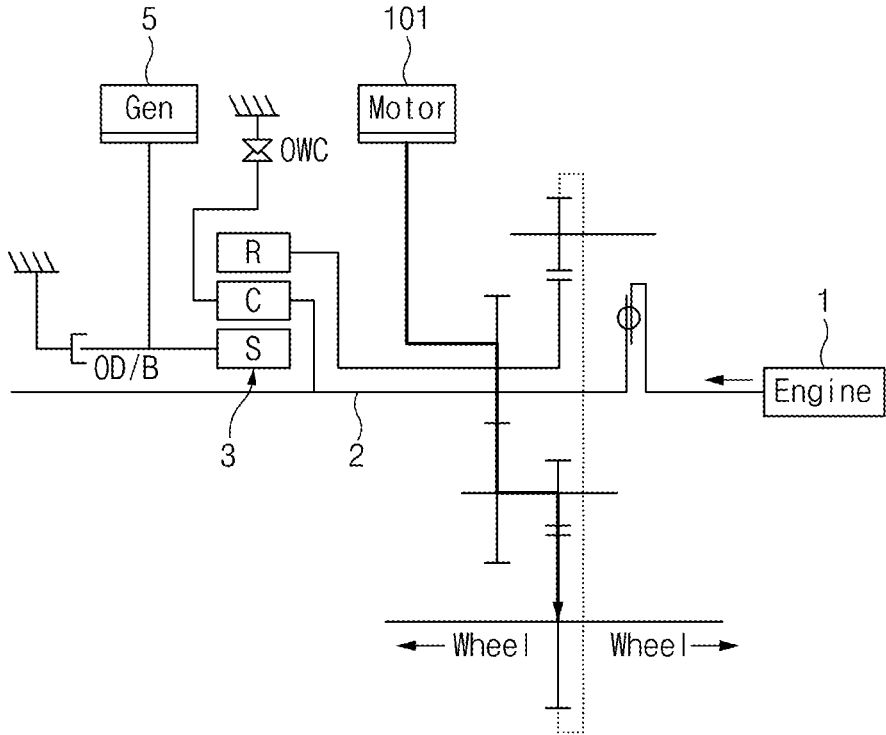 5
101
Gen
Motor
OWC
R
C
S
OD/B
3
2
1
Engine
Wheel
Wheel